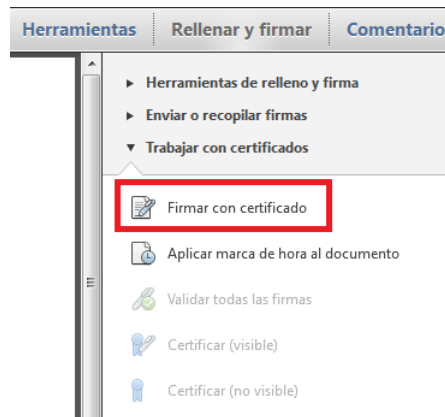 Herramientas Rellenar y firmar Comentario
Herramientas de relleno y firma
Enviar o recopilar firmas
Trabajar con certificados
Firmar con certificado
Aplicar marca de hora al documento
Validar todas las firmas
Certificar (visible)
Certificar (no visible)